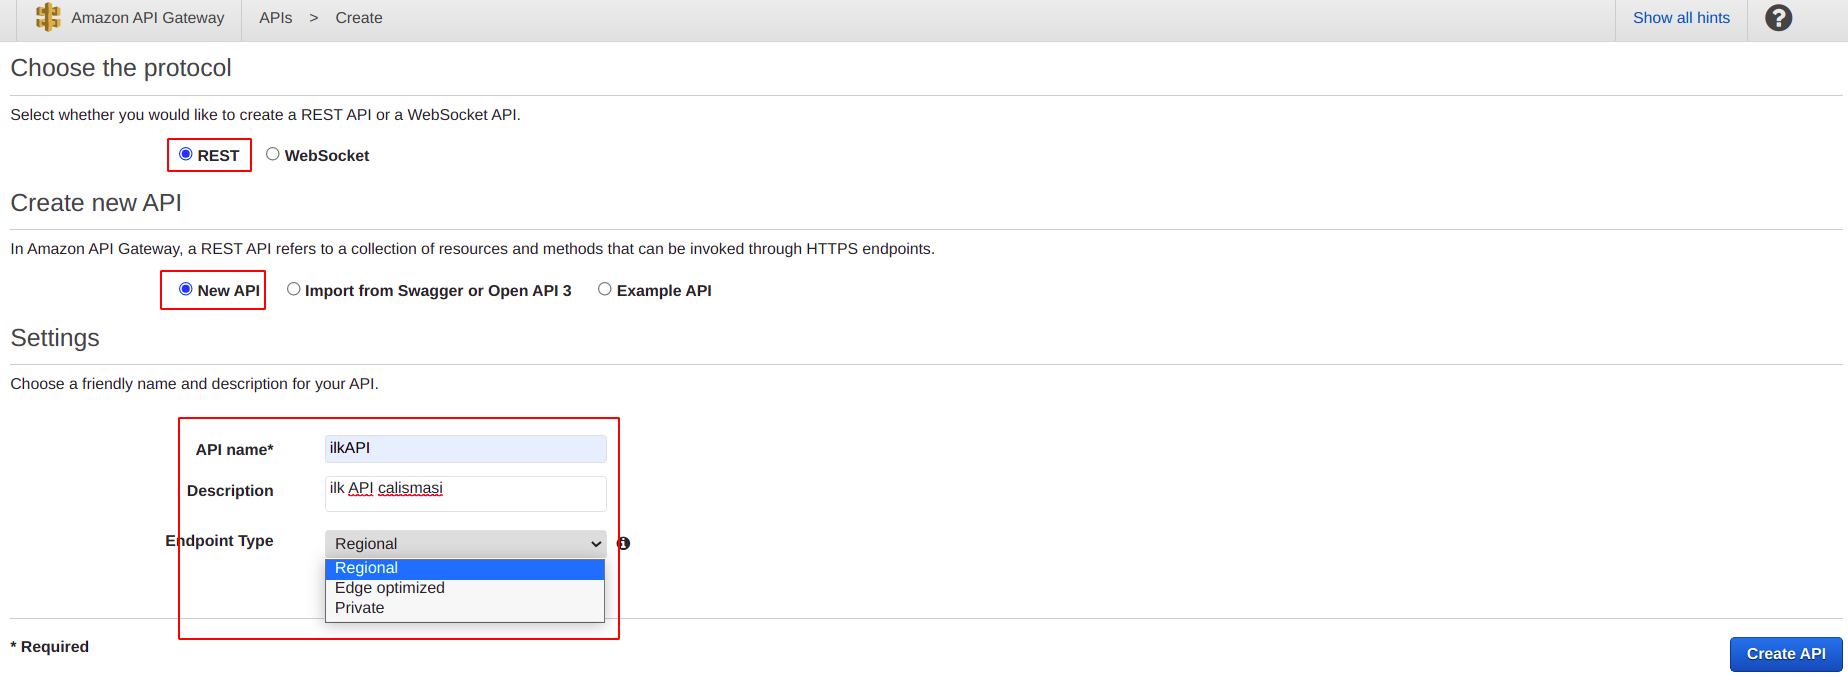 Amazon API Gateway APIs > Create Show all hints ?
Choose the protocol
Select whether you would like to create a REST API or a WebSocket API.
REST WebSocket
Create new API
In Amazon API Gateway, a REST API refers to a collection of resources and methods that can be invoked through HTTPS endpoints.
New API Import from Swagger or Open API 3 Example API
Settings
Choose a friendly name and description for your API.
API name* ilkAPI
Description ilk API calismasi
Endpoint Type Regional
Regional
Edge optimized
Private
* Required
Create API